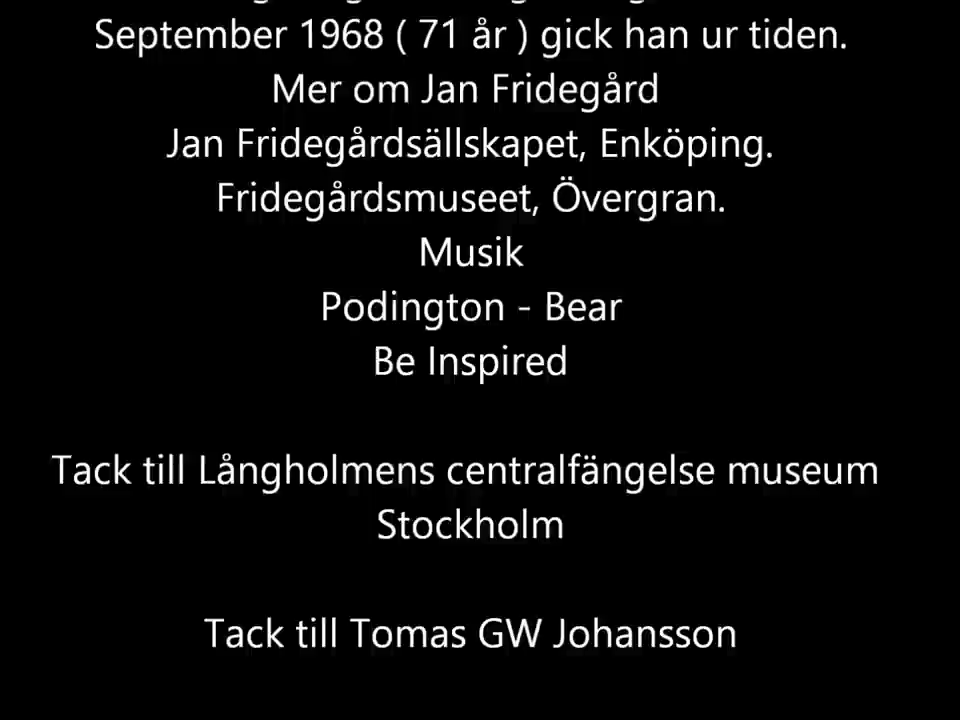 September 1968 ( 71 år ) gick han ur tiden.
Mer om Jan Fridegård
Jan Fridegårdsällskapet, Enköping.
Fridegårdsmuseet, Övergran.
Musik
Podington - Bear
Be Inspired
Tack till Långholmens centralfängelse museum
Stockholm
Tack till Tomas GW Johansson